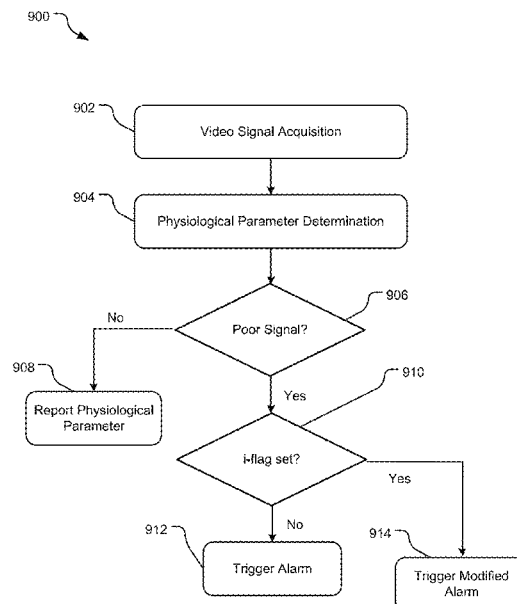 900
902
Video Signal Acquisition
904
Physiological Parameter Determination
906
Poor Signal?
No
908
Report Physiological
Parameter
Yes
910
i-flag set?
Yes
No
912
Trigger Alarm
914
Trigger Modified
Alarm